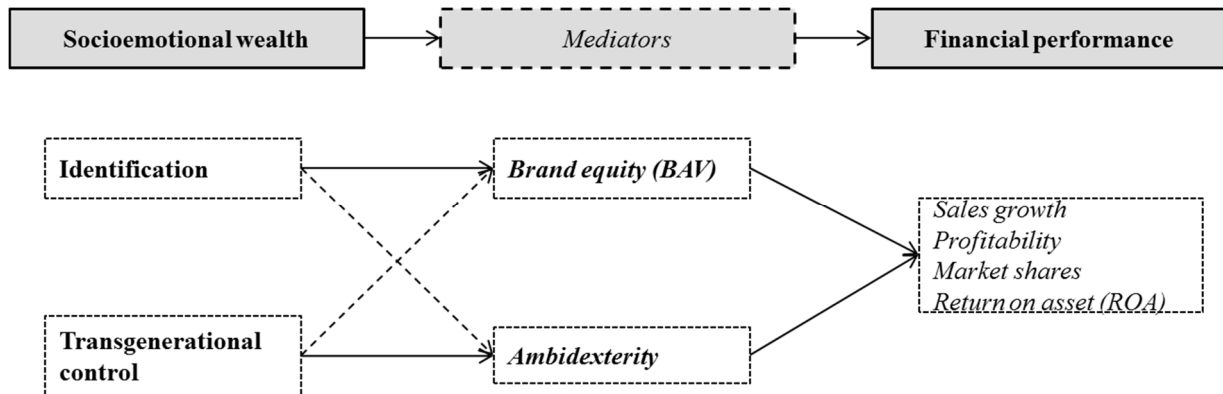 Socioemotional wealth
Mediators
Financial performance
Identification
Brand equity (BAV)
Sales growth
Profitability
Market shares
Return on asset (ROA)
Transgenerational
control
Ambidexterity